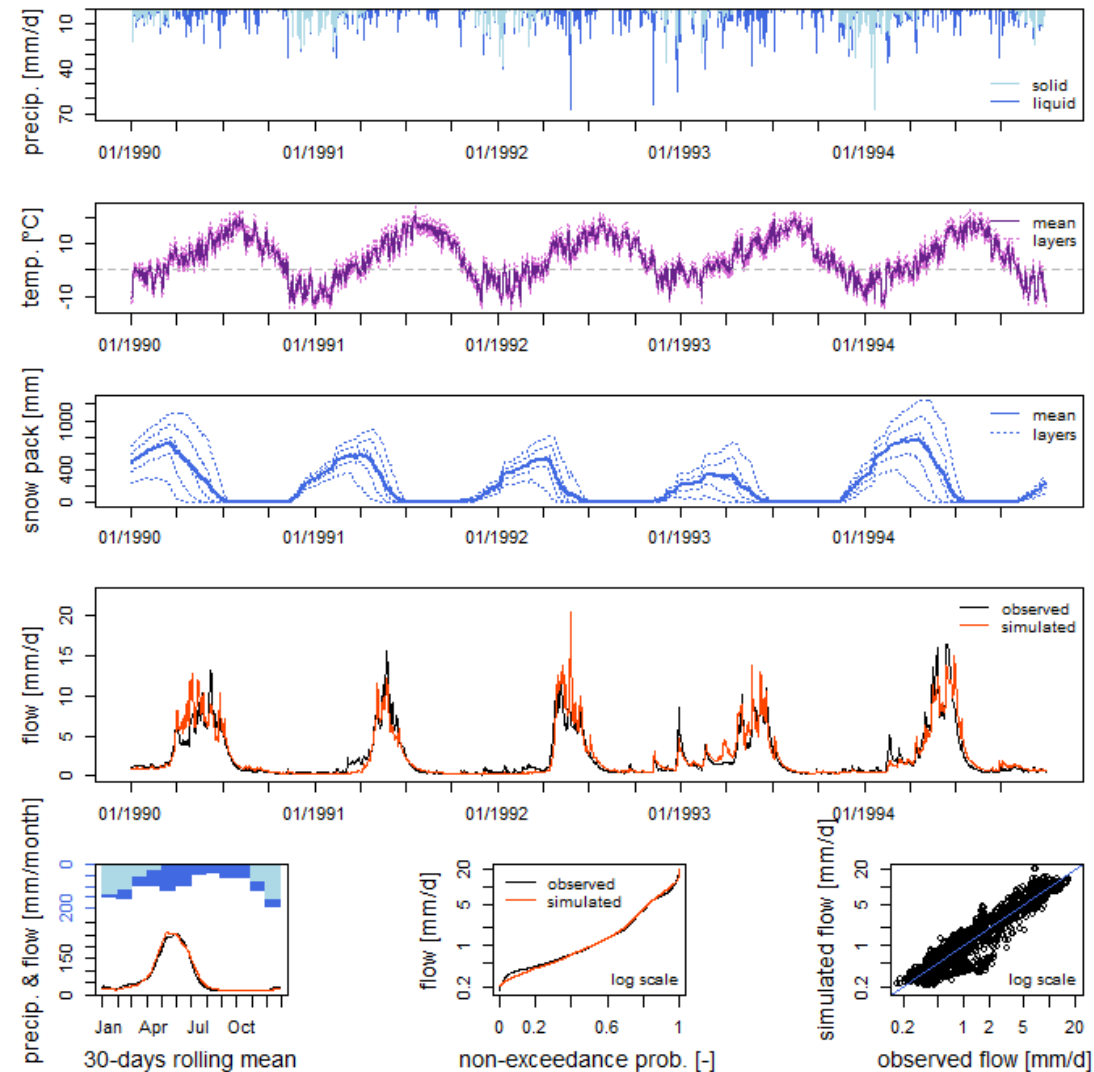 precip. [mm/d]
10
40
70
solid
liquid
01/1990 01/1991 01/1992 01/1993 01/1994
temp. [ºC]
10
-10
mean
layers
01/1990 01/1991 01/1992 01/1993 01/1994
snow pack [mm]
1000
400
0
mean
layers
01/1990 01/1991 01/1992 01/1993 01/1994
flow [mm/d]
20
15
10
5
0
observed
simulated
01/1990 01/1991 01/1992 01/1993 01/1994
precip. & flow [mm/month]
0
200
150
0
Jan Apr Jul Oct
30-days rolling mean
flow [mm/d]
20
5
1
0.2
observed
simulated
log scale
0 0.2 0.6 1
non-exceedance prob. [-]
simulated flow [mm/d]
20
5
1
0.2
log scale
0.2 1 2 5 20
observed flow [mm/d]